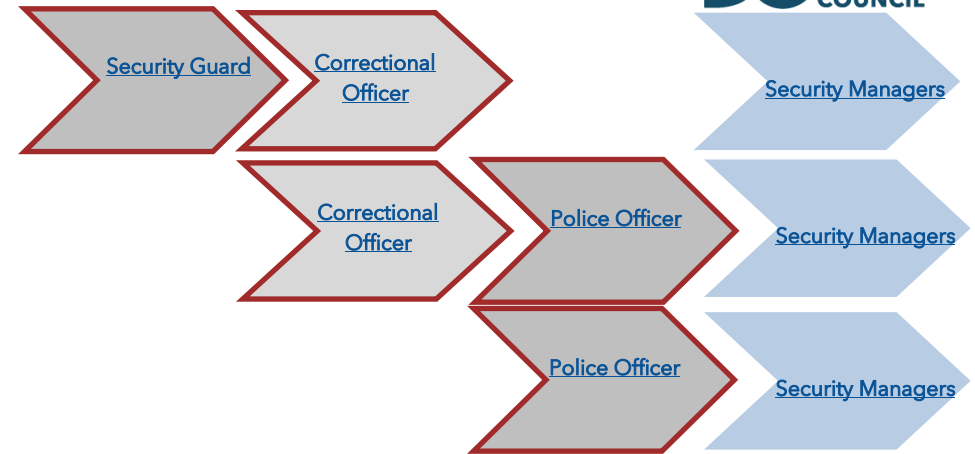 COUNCIL
Security Guard
Correctional
Officer
Security Managers
Correctional
Officer
Police Officer
Security Managers
Police Officer
Security Managers